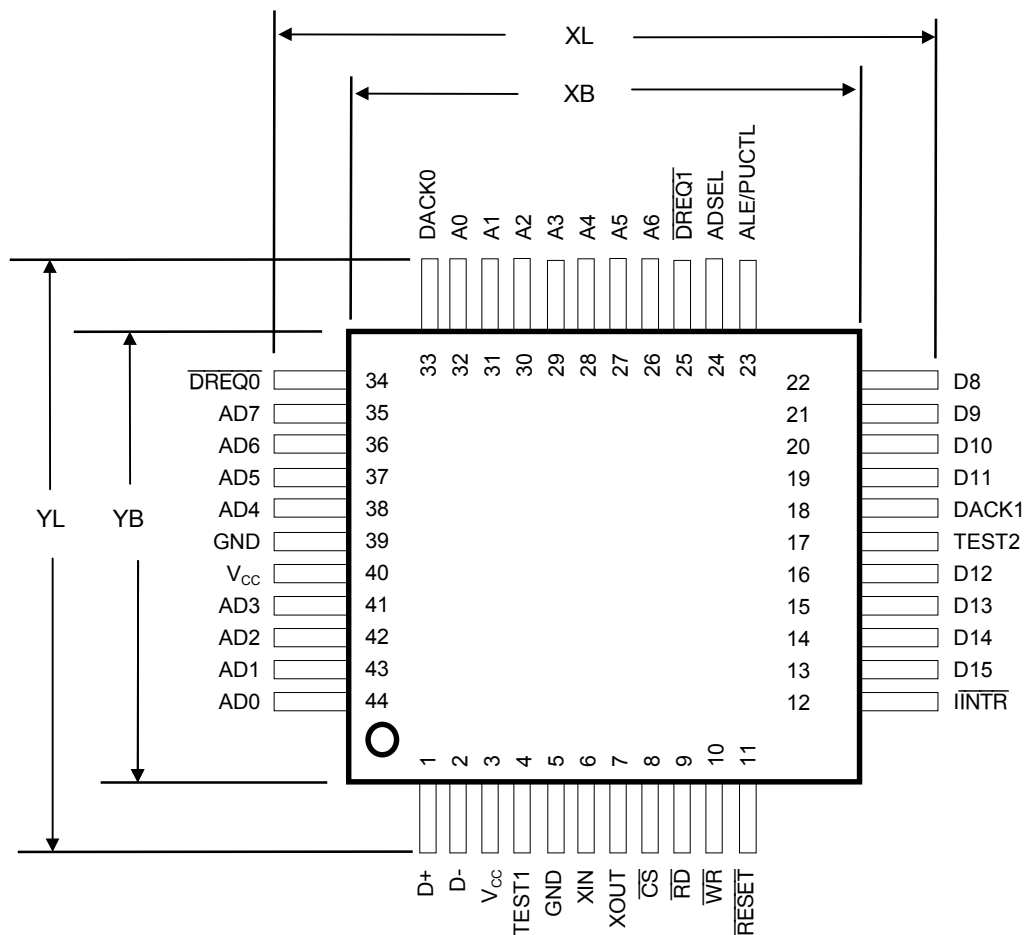 XL
XB
DACK0
A0
A1
A2
A3
A4
A5
A6
DREQ1
ADSEL
ALE/PUCTL
33 32 31 30 29 28 27 26 25 24 23
DREQ0 34 22 D8
AD7 35 21 D9
AD6 36 20 D10
AD5 37 19 D11
YL YB AD4 38 18 DACK1
GND 39 17 TEST2
VCC 40 16 D12
AD3 41 15 D13
AD2 42 14 D14
AD1 43 13 D15
AD0 44 12 IINTR
1 2 3 4 5 6 7 8 9 10 11
D+
D-
VCC
TEST1
GND
XIN
XOUT
CS
RD
WR
RESET